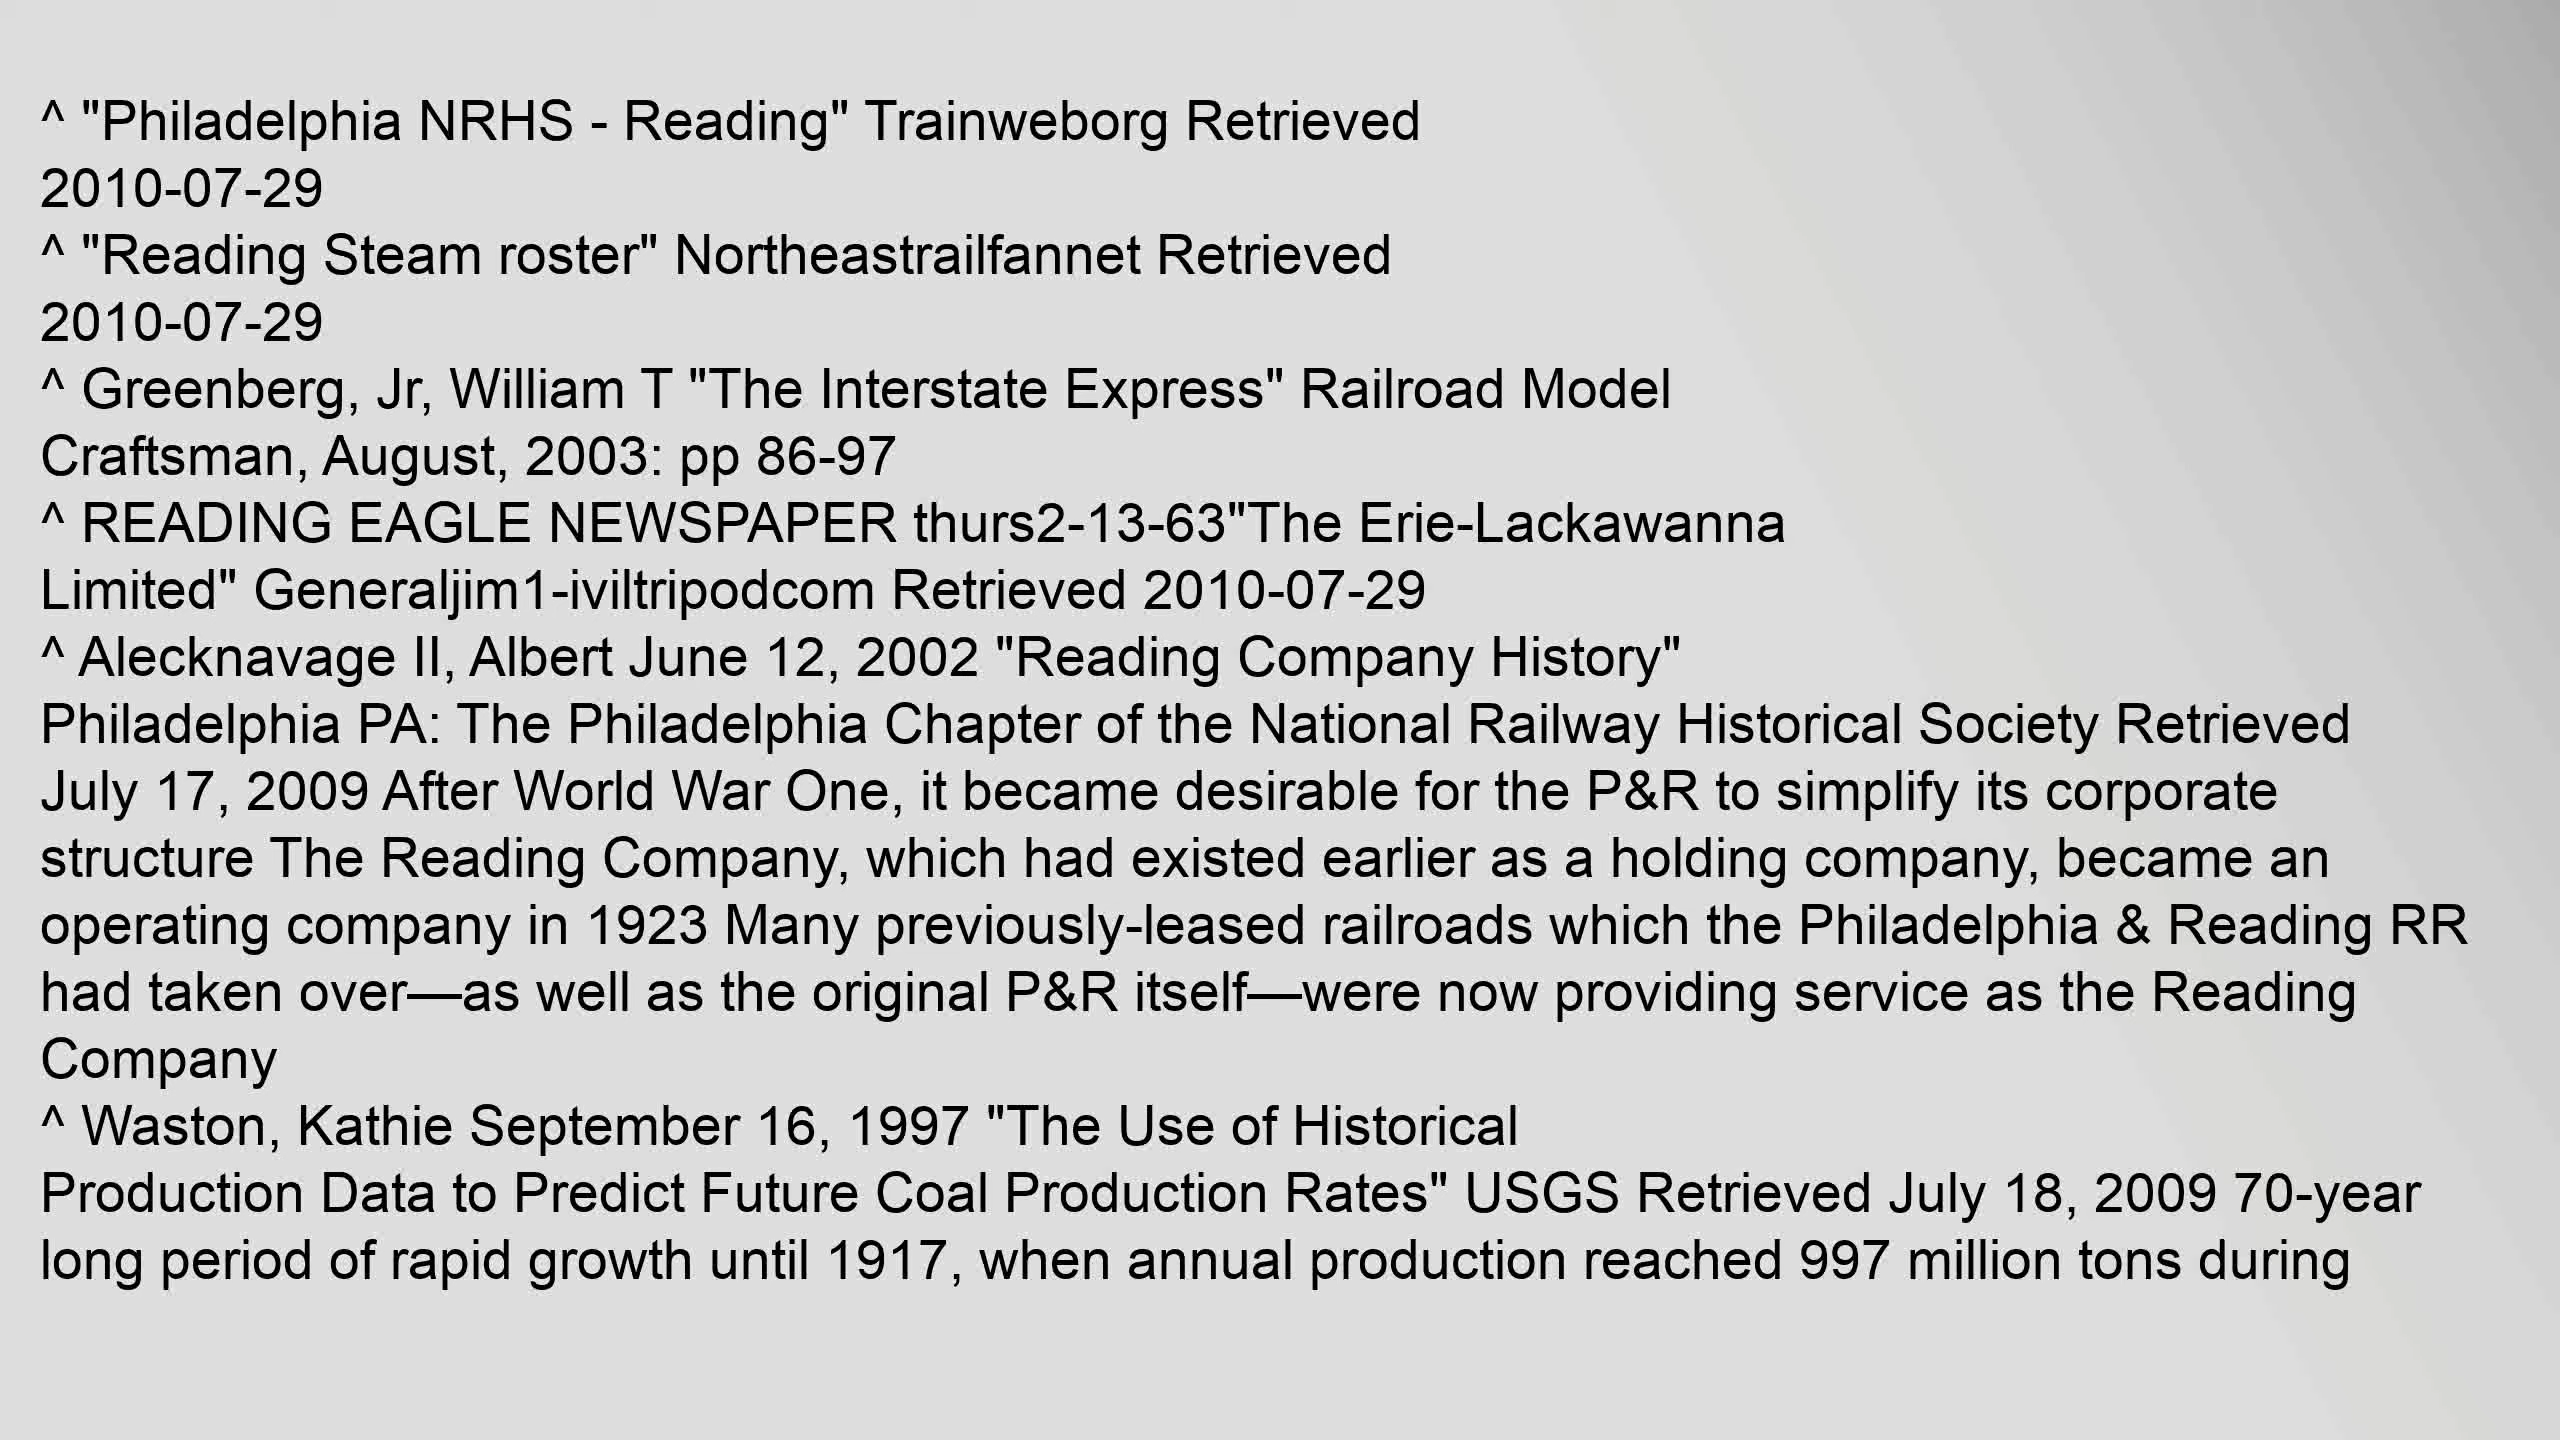 ^ "Philadelphia NRHS - Reading" Trainweborg Retrieved
2010-07-29
^ "Reading Steam roster" Northeastrailfannet Retrieved
2010-07-29
^ Greenberg, Jr, William T "The Interstate Express" Railroad Model
Craftsman, August, 2003: pp 86-97
^ READING EAGLE NEWSPAPER thurs2-13-63"The Erie-Lackawanna
Limited" Generaljim1-iviltripodcom Retrieved 2010-07-29
^ Alecknavage II, Albert June 12, 2002 "Reading Company History"
Philadelphia PA: The Philadelphia Chapter of the National Railway Historical Society Retrieved
July 17, 2009 After World War One, it became desirable for the P&R to simplify its corporate
structure The Reading Company, which had existed earlier as a holding company, became an
operating company in 1923 Many previously-leased railroads which the Philadelphia & Reading RR
had taken over—as well as the original P&R itself—were now providing service as the Reading
Company
^ Waston, Kathie September 16, 1997 "The Use of Historical
Production Data to Predict Future Coal Production Rates" USGS Retrieved July 18, 2009 70-year
long period of rapid growth until 1917, when annual production reached 997 million tons during